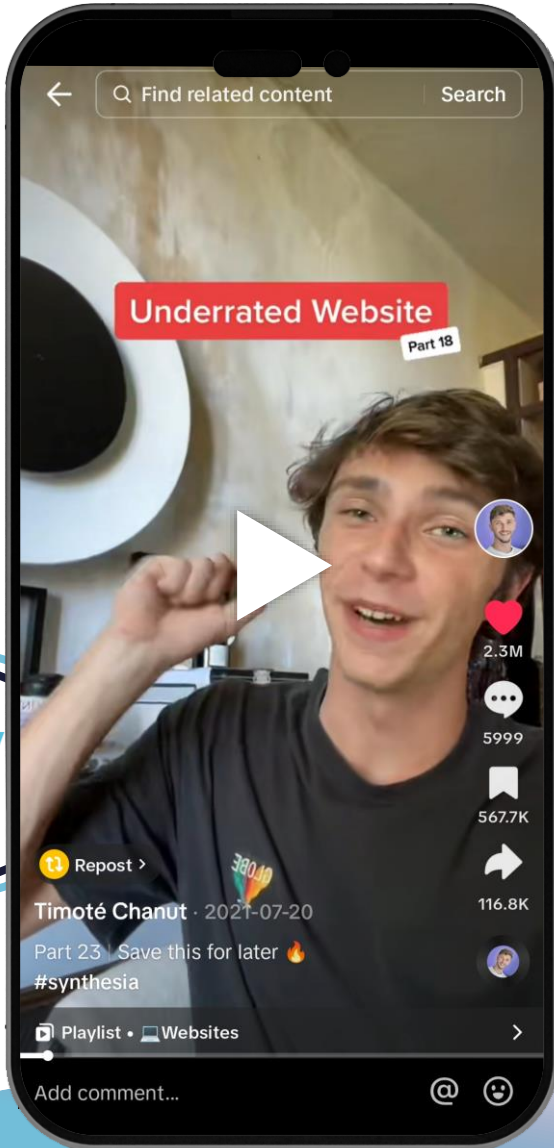 Find related content
Search
Underrated Website
Part 18
2.3M
5999
567.7K
116.8K
Repost >
GLOBE
Timoté Chanut · 2021-07-20
Part 23 | Save this for later 🔥
#synthesia
Playlist • 💻Websites
Add comment...
@